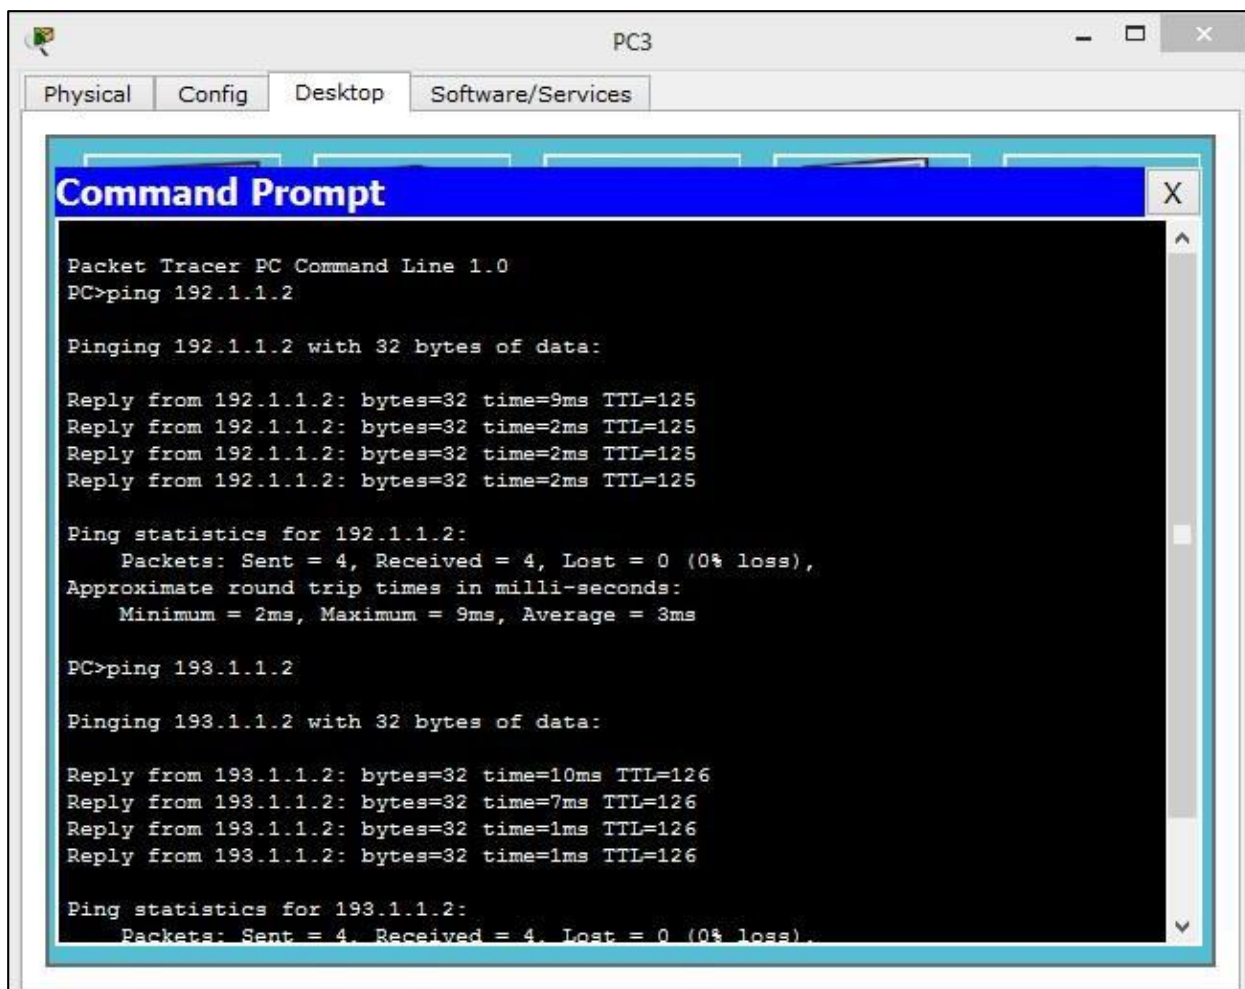 PC3
Physical Config Desktop Software/Services
Command Prompt X
Packet Tracer PC Command Line 1.0
PC>ping 192.1.1.2
Pinging 192.1.1.2 with 32 bytes of data:
Reply from 192.1.1.2: bytes=32 time=9ms TTL=125
Reply from 192.1.1.2: bytes=32 time=2ms TTL=125
Reply from 192.1.1.2: bytes=32 time=2ms TTL=125
Reply from 192.1.1.2: bytes=32 time=2ms TTL=125
Ping statistics for 192.1.1.2:
Packets: Sent = 4, Received = 4, Lost = 0 (0% loss),
Approximate round trip times in milli-seconds:
Minimum = 2ms, Maximum = 9ms, Average = 3ms
PC>ping 193.1.1.2
Pinging 193.1.1.2 with 32 bytes of data:
Reply from 193.1.1.2: bytes=32 time=10ms TTL=126
Reply from 193.1.1.2: bytes=32 time=7ms TTL=126
Reply from 193.1.1.2: bytes=32 time=1ms TTL=126
Reply from 193.1.1.2: bytes=32 time=1ms TTL=126
Ping statistics for 193.1.1.2:
Packets: Sent = 4, Received = 4, Lost = 0 (0% loss),